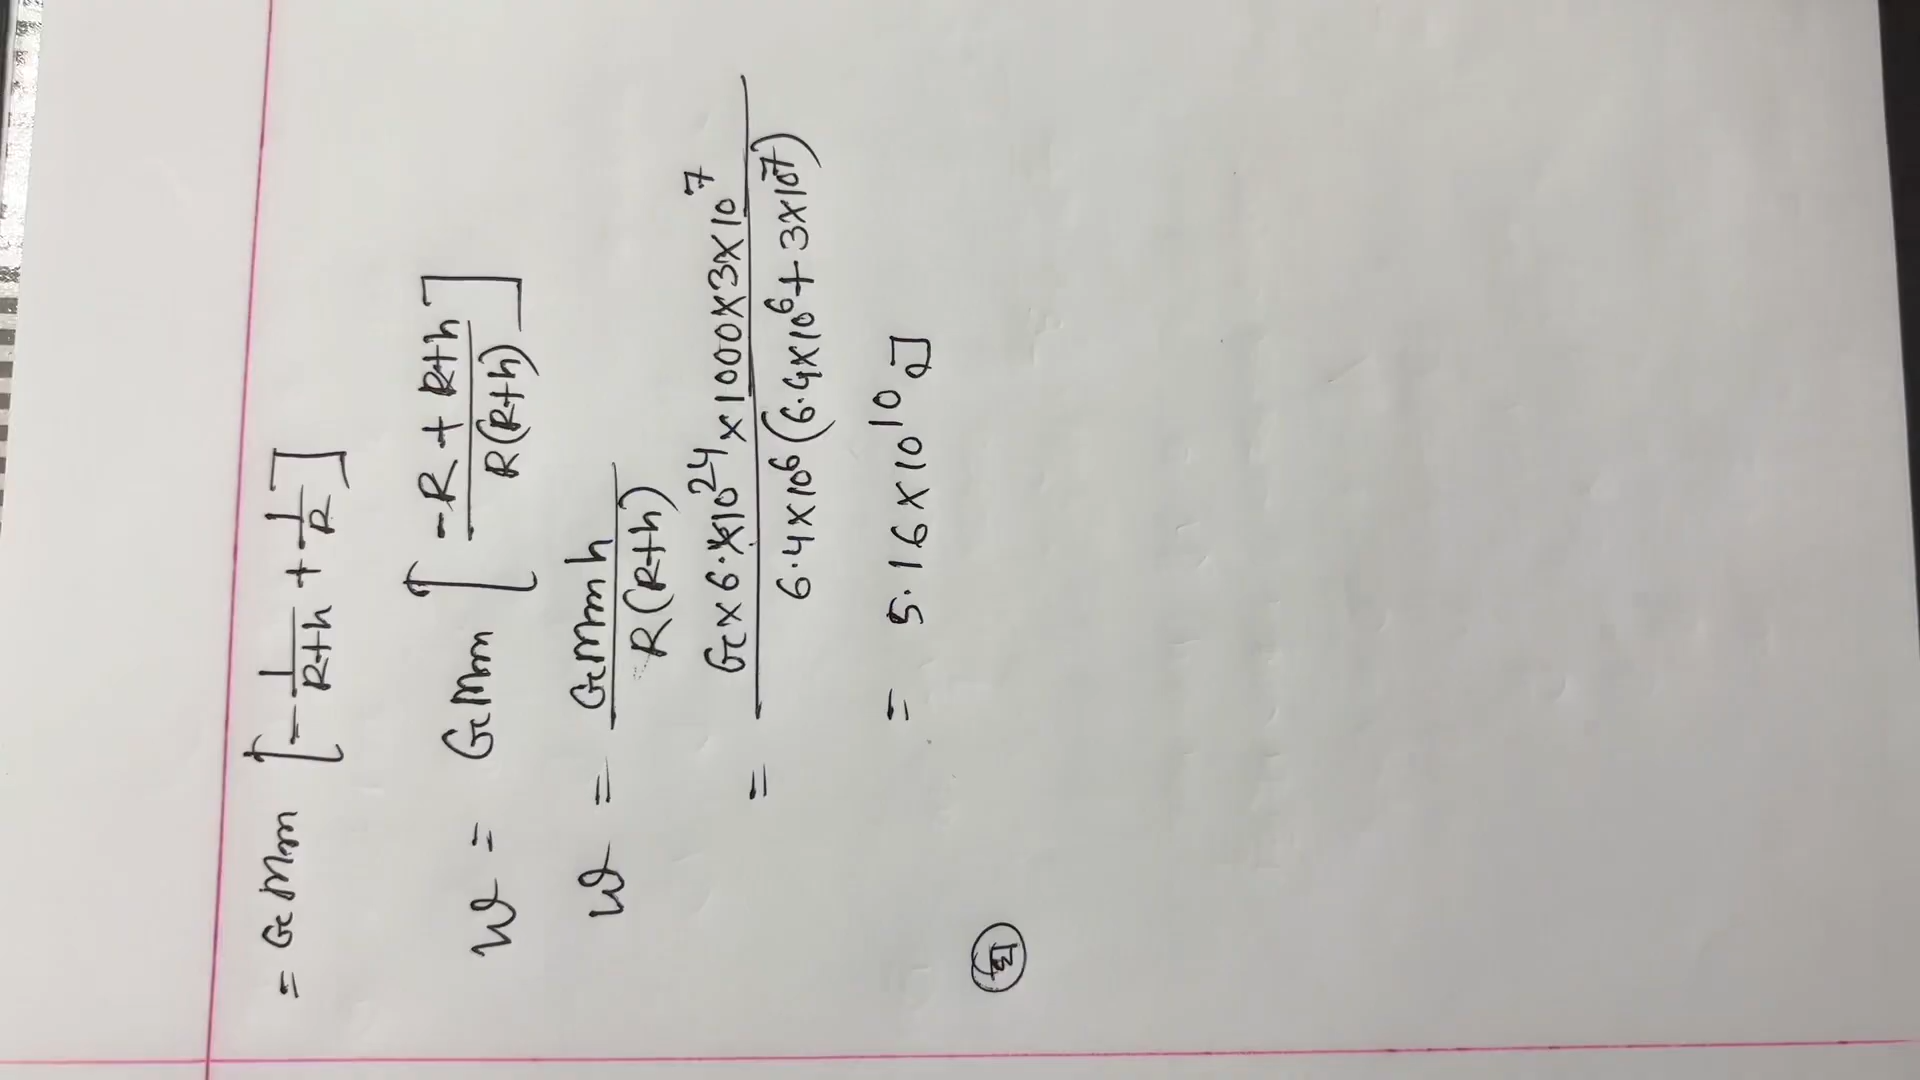 = GMm [ -1/(R+h) + 1/R ]
W = GMm [ (-R + R+h)/(R(R+h)) ]
W = GMmh/(R(R+h))
= (G×6×10^24×1000×3×10^7)/(6.4×10^6(6.4×10^6+3×10^7))
= 5.16×10^10 J